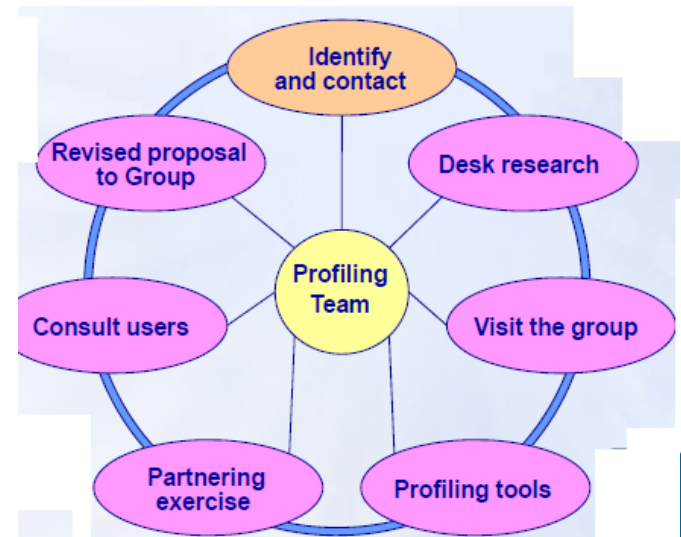 Identify
and contact
Revised proposal
to Group
Desk research
Profiling
Team
Consult users
Visit the group
Partnering
exercise
Profiling tools